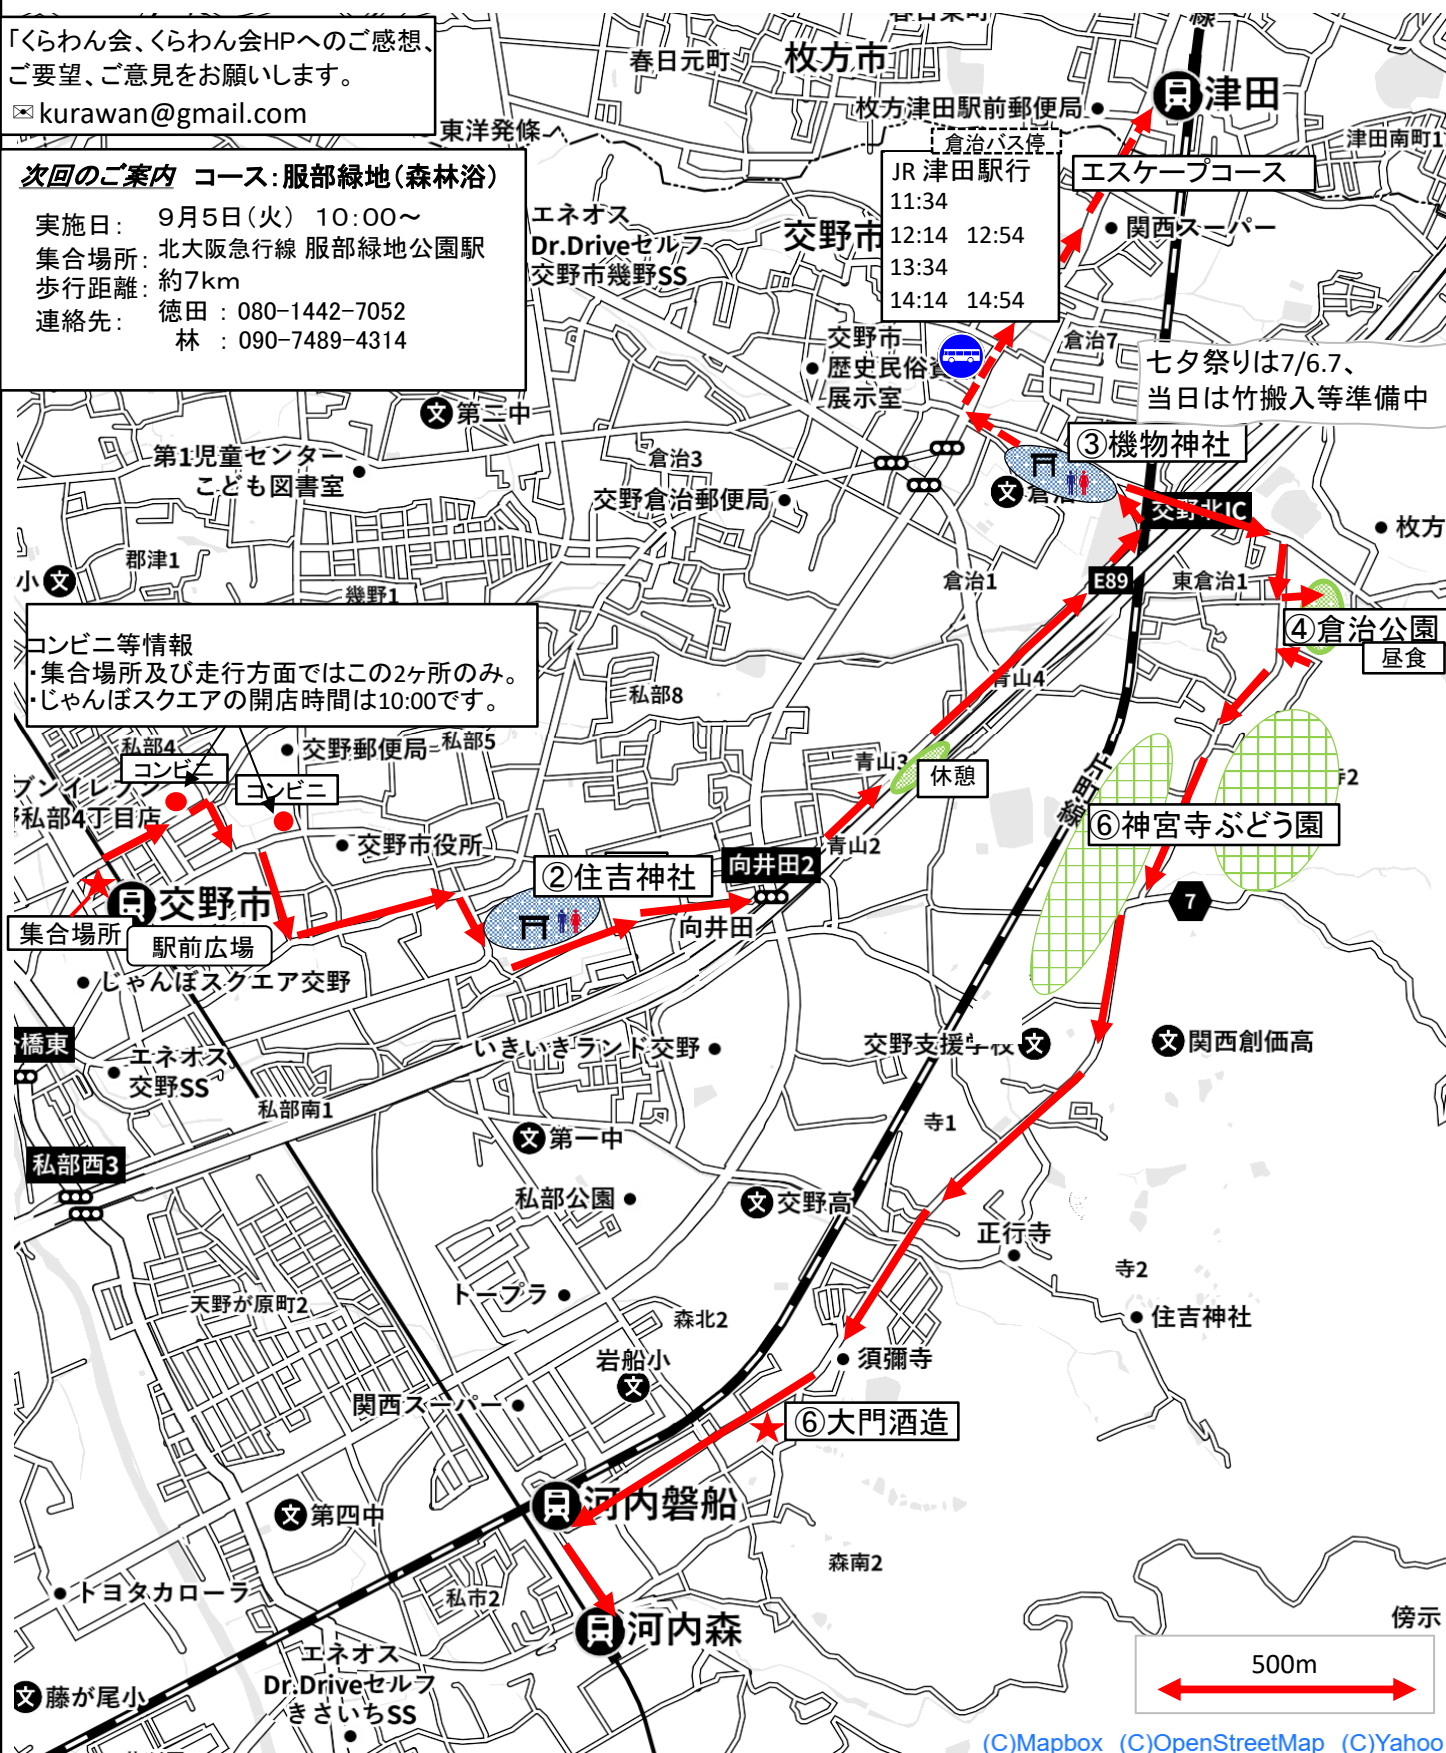 「くらわん会、くらわん会HPへのご感想、
ご要望、ご意見をお願いします。
✉kurawan@gmail.com
次回のご案内 コース:服部緑地(森林浴)
実施日: 9月5日(火) 10:00～
集合場所: 北大阪急行線 服部緑地公園駅
歩行距離: 約7km
連絡先: 徳田 : 080-1442-7052
林 : 090-7489-4314
春日元町
枚方市
枚方津田駅前郵便局
津田
線
津田南町1
東洋発條
倉治バス停
JR 津田駅行
11:34
12:14 12:54
13:34
14:14 14:54
エスケープコース
関西スーパー
エネオス
Dr.Driveセルフ
交野市幾野SS
交野市
交野市
歴史民俗資
展示室
倉治7
七夕祭りは7/6.7、
当日は竹搬入等準備中
③機物神社
第二中
第1児童センター
こども図書室
倉治3
交野倉治郵便局
倉治
交野北IC
枚方
郡津1
小
幾野1
倉治1
E89
東倉治1
④倉治公園
昼食
コンビニ等情報
・集合場所及び走行方面ではこの2ヶ所のみ。
・じゃんぼスクエアの開店時間は10:00です。
私部8
青山4
私部4
交野郵便局
私部5
コンビニ
コンビニ
ブンイレブン
私部4丁目店
青山3
休憩
片町線
寺2
⑥神宮寺ぶどう園
交野市役所
②住吉神社
向井田2
青山2
交野市
集合場所
駅前広場
向井田
7
じゃんぼスクエア交野
橋東
エネオス
交野SS
いきいきランド交野
交野支援学校
関西創価高
私部南1
第一中
寺1
私部西3
私部公園
交野高
正行寺
寺2
天野が原町2
トープラ
森北2
住吉神社
岩船小
須彌寺
関西スーパー
⑥大門酒造
第四中
河内磐船
森南2
トヨタカローラ
私市2
河内森
傍示
エネオス
Dr.Driveセルフ
きさいちSS
藤が尾小
500m
(C)Mapbox (C)OpenStreetMap (C)Yahoo